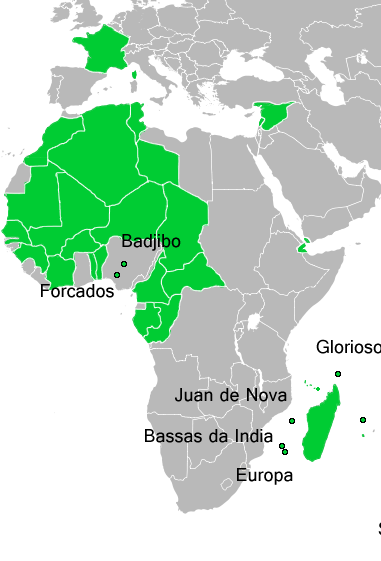 Badjibo
Forcados
Glorioso
Juan de Nova
Bassas da India
Europa
S